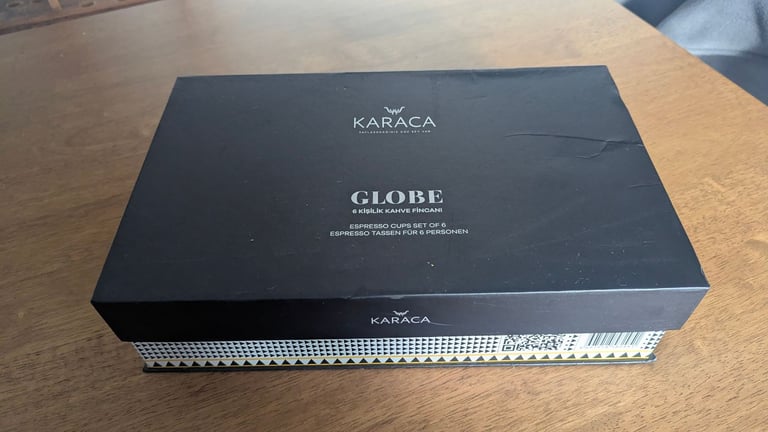 KARACA
GLOBE
6 KİŞİLİK KAHVE FİNCANI
ESPRESSO CUPS SET OF 6
ESPRESSO TASSEN FÜR 6 PERSONEN
KARACA